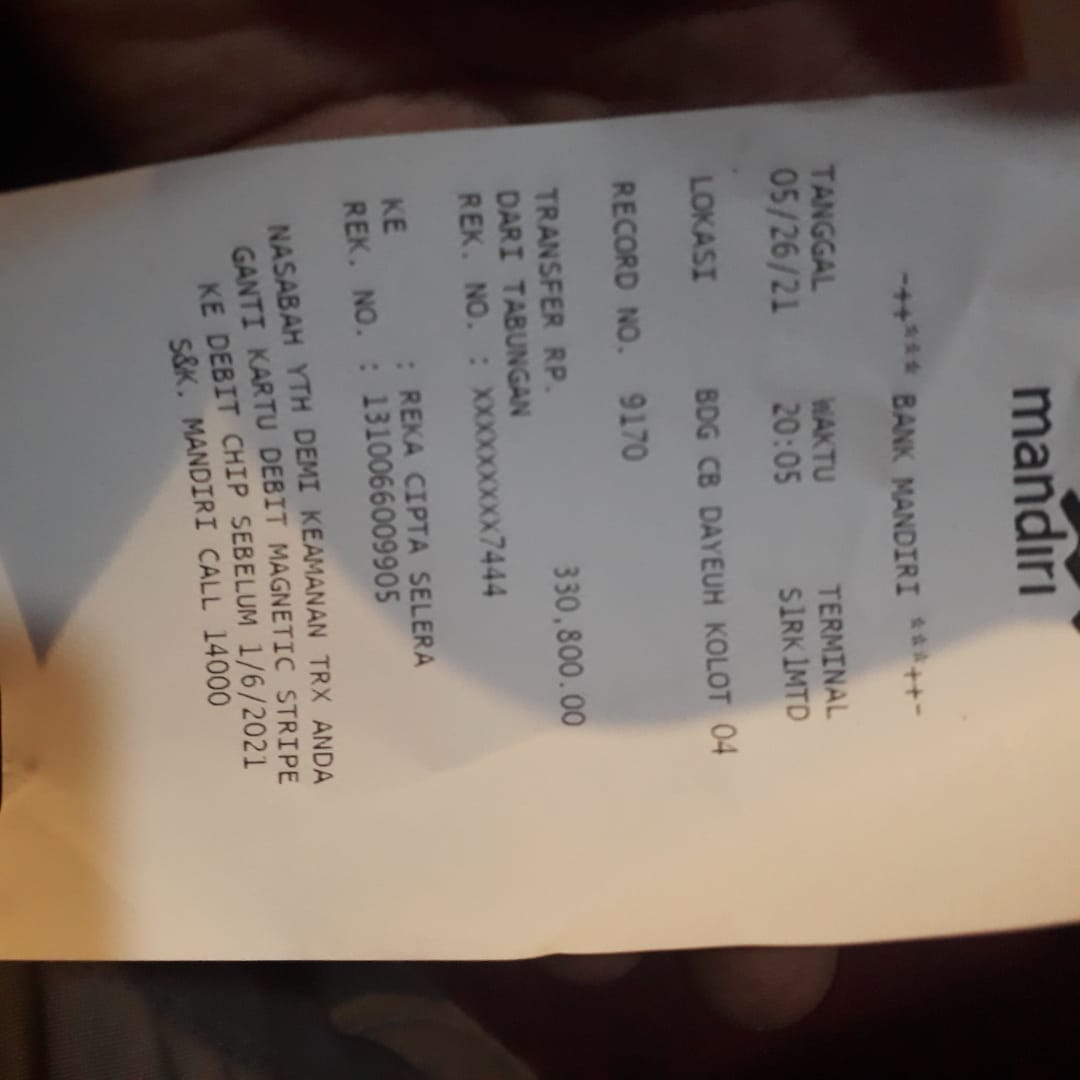 mandırı
-++*** BANK MANDIRI ***++-
TANGGAL WAKTU TERMINAL
05/26/21 20:05 S1RK1MTD
LOKASI BDG CB DAYEUH KOLOT 04
RECORD NO. 9170
TRANSFER RP. 330,800.00
DARI TABUNGAN
REK. NO. : XXXXXXXXX7444
KE : REKA CIPTA SELERA
REK. NO. : 1310066009905
NASABAH YTH DEMI KEAMANAN TRX ANDA
GANTI KARTU DEBIT MAGNETIC STRIPE
KE DEBIT CHIP SEBELUM 1/6/2021
S&K. MANDIRI CALL 14000